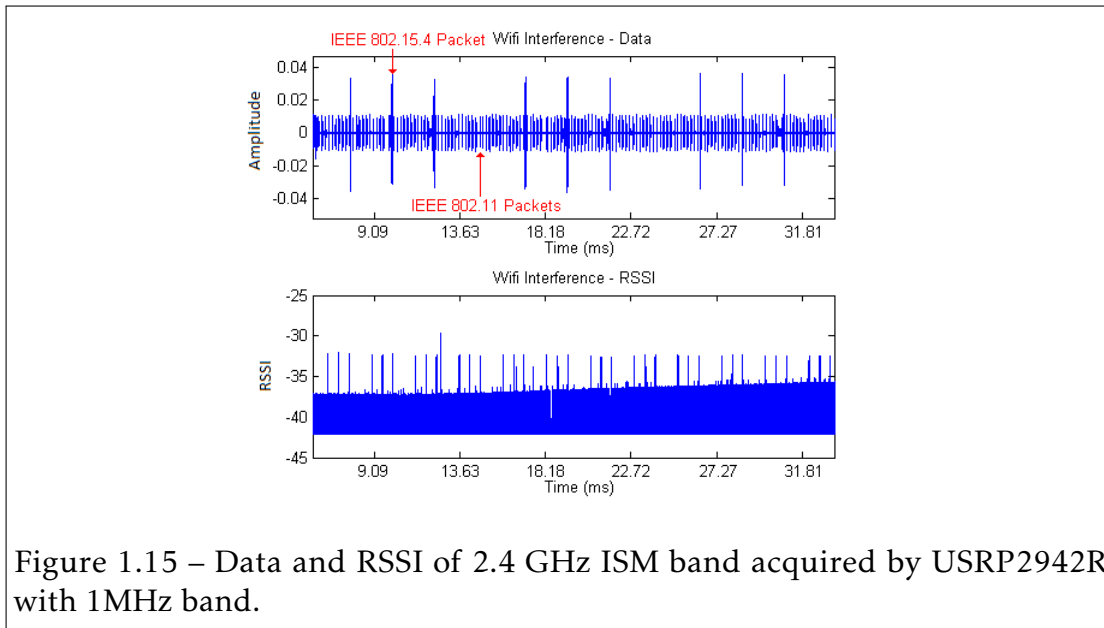 IEEE 802.15.4 Packet Wifi Interference - Data
0.04
0.02
0
-0.02
-0.04
Amplitude
IEEE 802.11 Packets
9.09 13.63 18.18 22.72 27.27 31.81
Time (ms)
Wifi Interference - RSSI
-25
-30
-35
-40
-45
RSSI
9.09 13.63 18.18 22.72 27.27 31.81
Time (ms)
Figure 1.15 – Data and RSSI of 2.4 GHz ISM band acquired by USRP2942R
with 1MHz band.